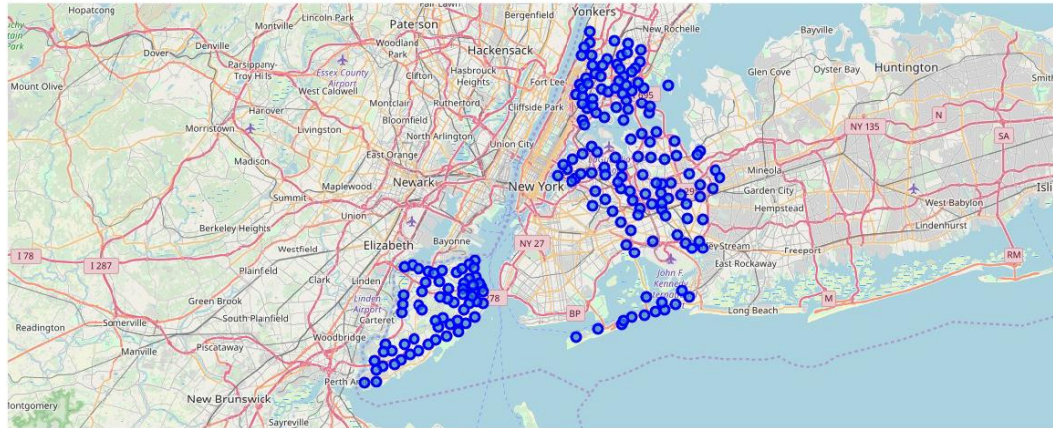 Hopatcong
Montville
Lincoln Park
Paterson
Bergenfield
Yonkers
New Rochelle
Bayville
Denville
Woodland Park
Hackensack
Dover
Parsippany-Troy Hills
Essex County Airport
Clifton
Hasbrouck Heights
Fort Lee
Glen Cove
Oyster Bay
Huntington
Mount Olive
West Caldwell
Montclair
Rutherford
Cliffside Park
Hanover
Bloomfield
Morristown
Livingston
North Arlington
Union City
NY 135
N
SA
Madison
East Orange
Mineola
Maplewood
Newark
New York
Garden City
Summit
Union
Hempstead
West Babylon
Berkeley Heights
Lindenhurst
Elizabeth
Bayonne
NY 27
Freeport
I 78
Westfield
East Rockaway
RM
I 287
Plainfield
Clark
Linden
John F.
Green Brook
Linden Airport
78
M
Long Beach
Carteret
BP
Readington
Somerville
South Plainfield
Woodbridge
Manville
Piscataway
New Brunswick
Sayreville